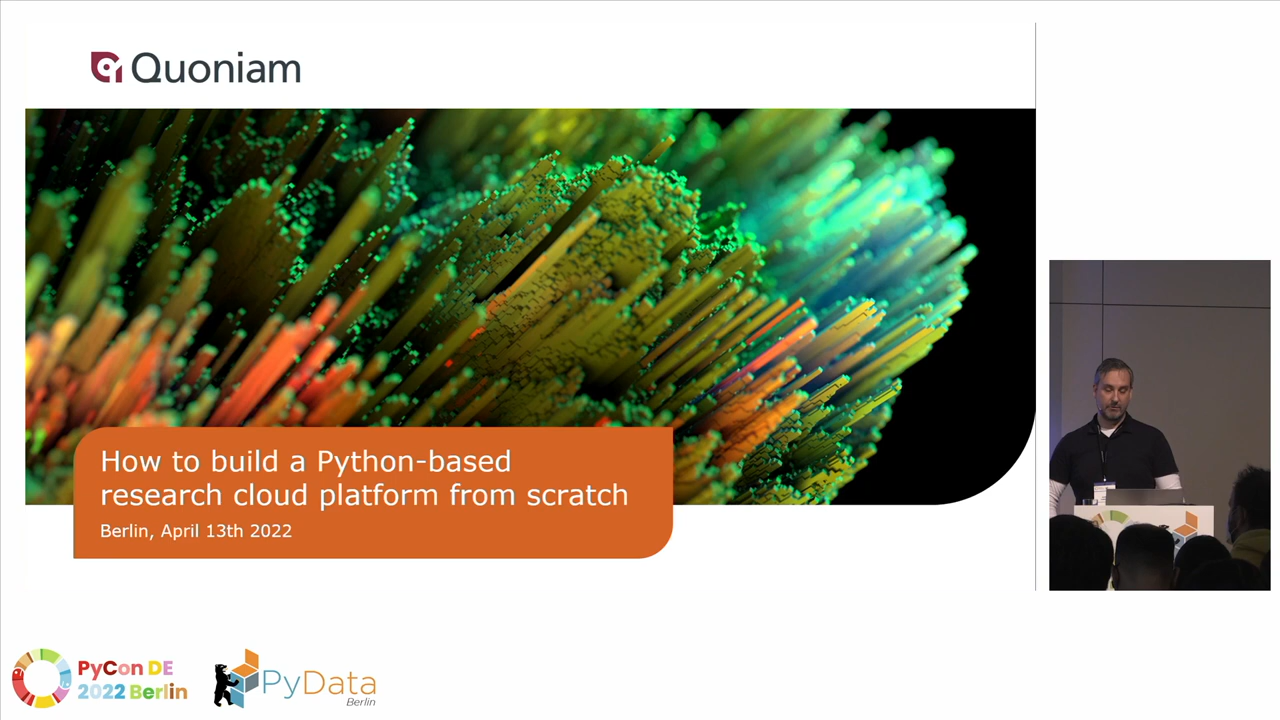 Quoniam
How to build a Python-based
research cloud platform from scratch
Berlin, April 13th 2022
PyCon DE
2022 Berlin
PyData
Berlin